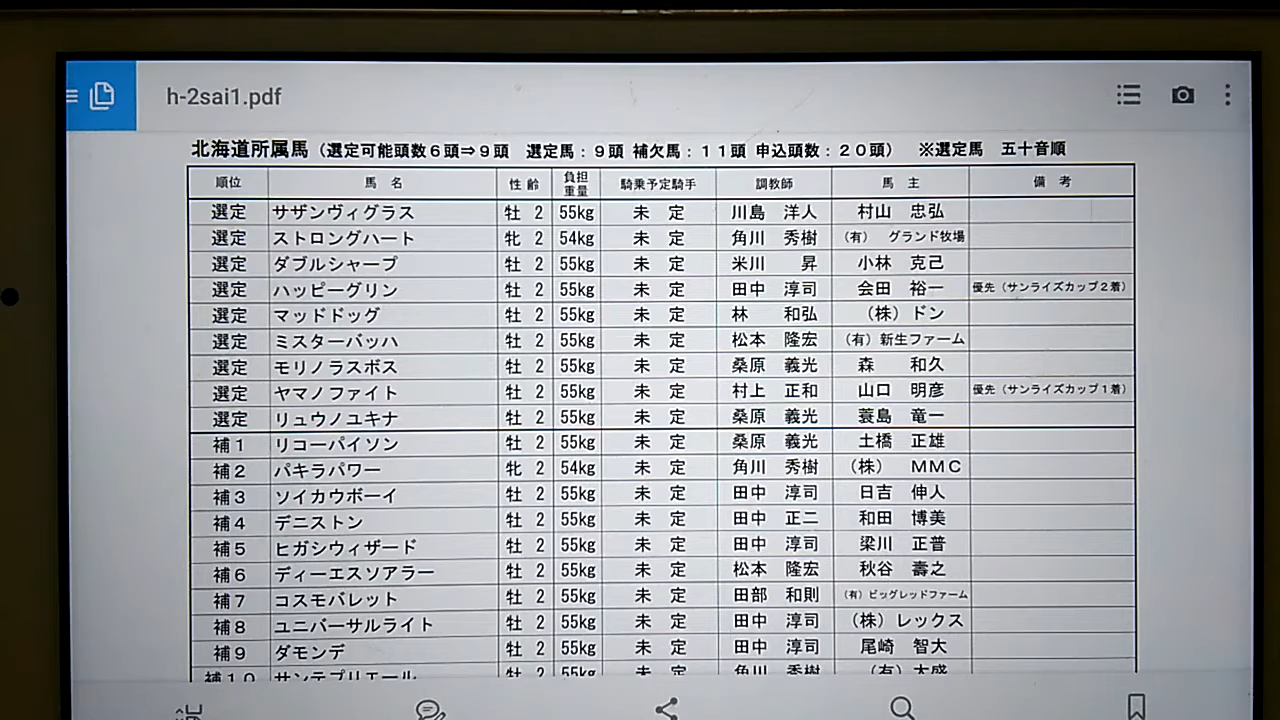 h-2sai1.pdf
北海道所属馬（選定可能頭数６頭⇒９頭　選定馬：９頭 補欠馬：１１頭 申込頭数：２０頭）　※選定馬　五十音順
順位 馬 名 性 齢 負担重量 騎乗予定騎手 調教師 馬 主 備 考
選定 サザンヴィグラス 牡 2 55kg 未 定 川島 洋人 村山 忠弘
選定 ストロングハート 牝 2 54kg 未 定 角川 秀樹 （有） グランド牧場
選定 ダブルシャープ 牡 2 55kg 未 定 米川 昇 小林 克己
選定 ハッピーグリン 牡 2 55kg 未 定 田中 淳司 会田 裕一 優先（サンライズカップ２着）
選定 マッドドッグ 牡 2 55kg 未 定 林 和弘 （株）ドン
選定 ミスターバッハ 牡 2 55kg 未 定 松本 隆宏 （有）新生ファーム
選定 モリノラスボス 牡 2 55kg 未 定 桑原 義光 森 和久
選定 ヤマノファイト 牡 2 55kg 未 定 村上 正和 山口 明彦 優先（サンライズカップ１着）
選定 リュウノユキナ 牡 2 55kg 未 定 桑原 義光 蓑島 竜一
補１ リコーパイソン 牡 2 55kg 未 定 桑原 義光 土橋 正雄
補２ パキラパワー 牝 2 54kg 未 定 角川 秀樹 （株） ＭＭＣ
補３ ソイカウボーイ 牡 2 55kg 未 定 田中 淳司 日吉 伸人
補４ デニストン 牡 2 55kg 未 定 田中 正二 和田 博美
補５ ヒガシウィザード 牡 2 55kg 未 定 田中 淳司 梁川 正普
補６ ディーエスソアラー 牡 2 55kg 未 定 松本 隆宏 秋谷 壽之
補７ コスモバレット 牡 2 55kg 未 定 田部 和則 （有）ビッグレッドファーム
補８ ユニバーサルライト 牡 2 55kg 未 定 田中 淳司 （株）レックス
補９ ダモンデ 牡 2 55kg 未 定 田中 淳司 尾崎 智大
補１０ サンテプリエール 牡 2 55kg 未 定 角川 秀樹 （有）大盛